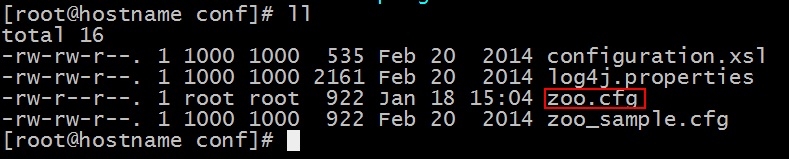 [root@hostname conf]# ll
total 16
-rw-rw-r--. 1 1000 1000  535 Feb 20  2014 configuration.xsl
-rw-rw-r--. 1 1000 1000 2161 Feb 20  2014 log4j.properties
-rw-r--r--. 1 root root  922 Jan 18 15:04 zoo.cfg
-rw-rw-r--. 1 1000 1000  922 Feb 20  2014 zoo_sample.cfg
[root@hostname conf]#